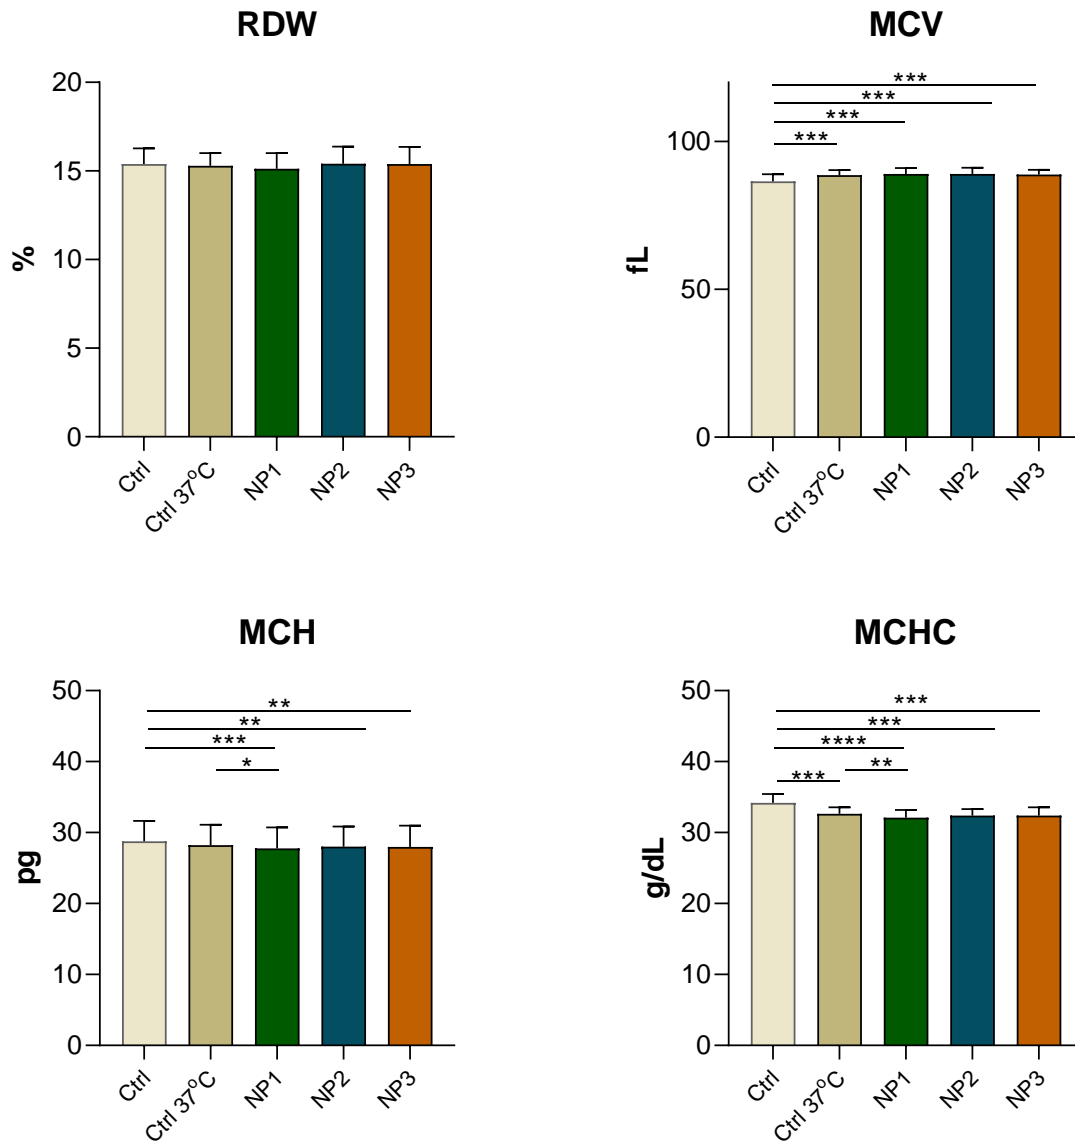 RDW
%
20
15
10
5
0
Ctrl
Ctrl 37°C
NP1
NP2
NP3
MCV
fL
100
50
0
***
***
***
***
Ctrl
Ctrl 37°C
NP1
NP2
NP3
MCH
pg
50
40
30
20
10
0
**
**
***
*
Ctrl
Ctrl 37°C
NP1
NP2
NP3
MCHC
g/dL
50
40
30
20
10
0
***
***
****
*** **
Ctrl
Ctrl 37°C
NP1
NP2
NP3